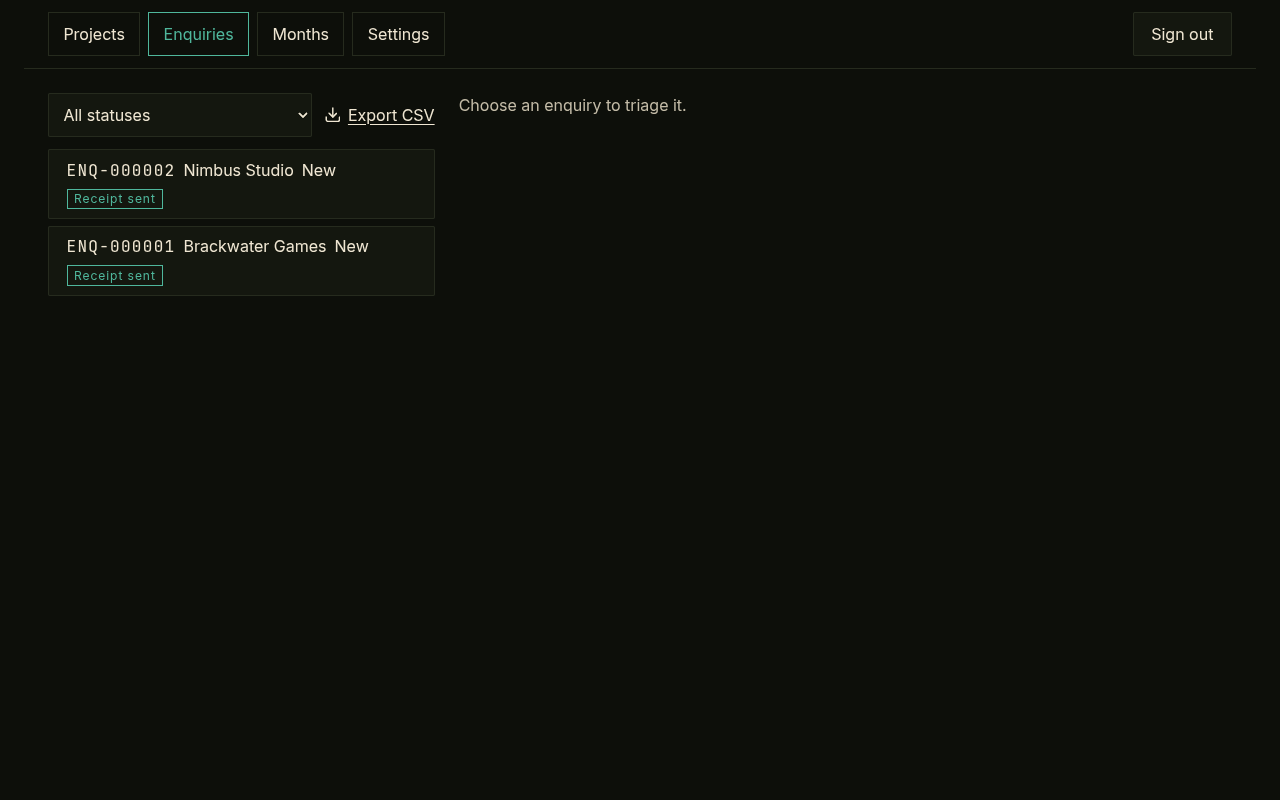 Projects Enquiries Months Settings Sign out
All statuses Export CSV Choose an enquiry to triage it.
ENQ-000002 Nimbus Studio New
Receipt sent
ENQ-000001 Brackwater Games New
Receipt sent